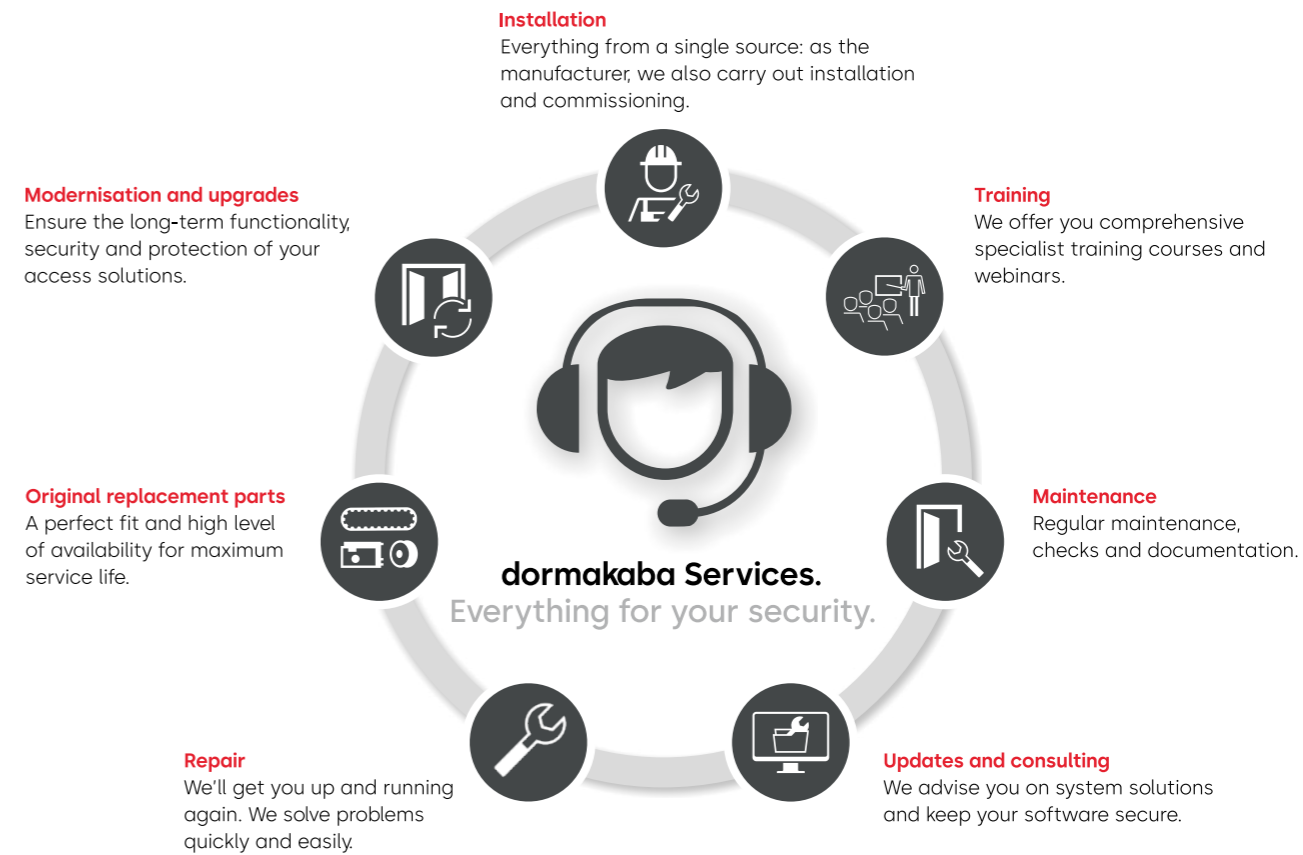 Installation
Everything from a single source: as the
manufacturer, we also carry out installation
and commissioning.
Modernisation and upgrades
Ensure the long-term functionality,
security and protection of your
access solutions.
Training
We offer you comprehensive
specialist training courses and
webinars.
Original replacement parts
A perfect fit and high level
of availability for maximum
service life.
Maintenance
Regular maintenance,
checks and documentation.
dormakaba Services.
Everything for your security.
Repair
We'll get you up and running
again. We solve problems
quickly and easily.
Updates and consulting
We advise you on system solutions
and keep your software secure.